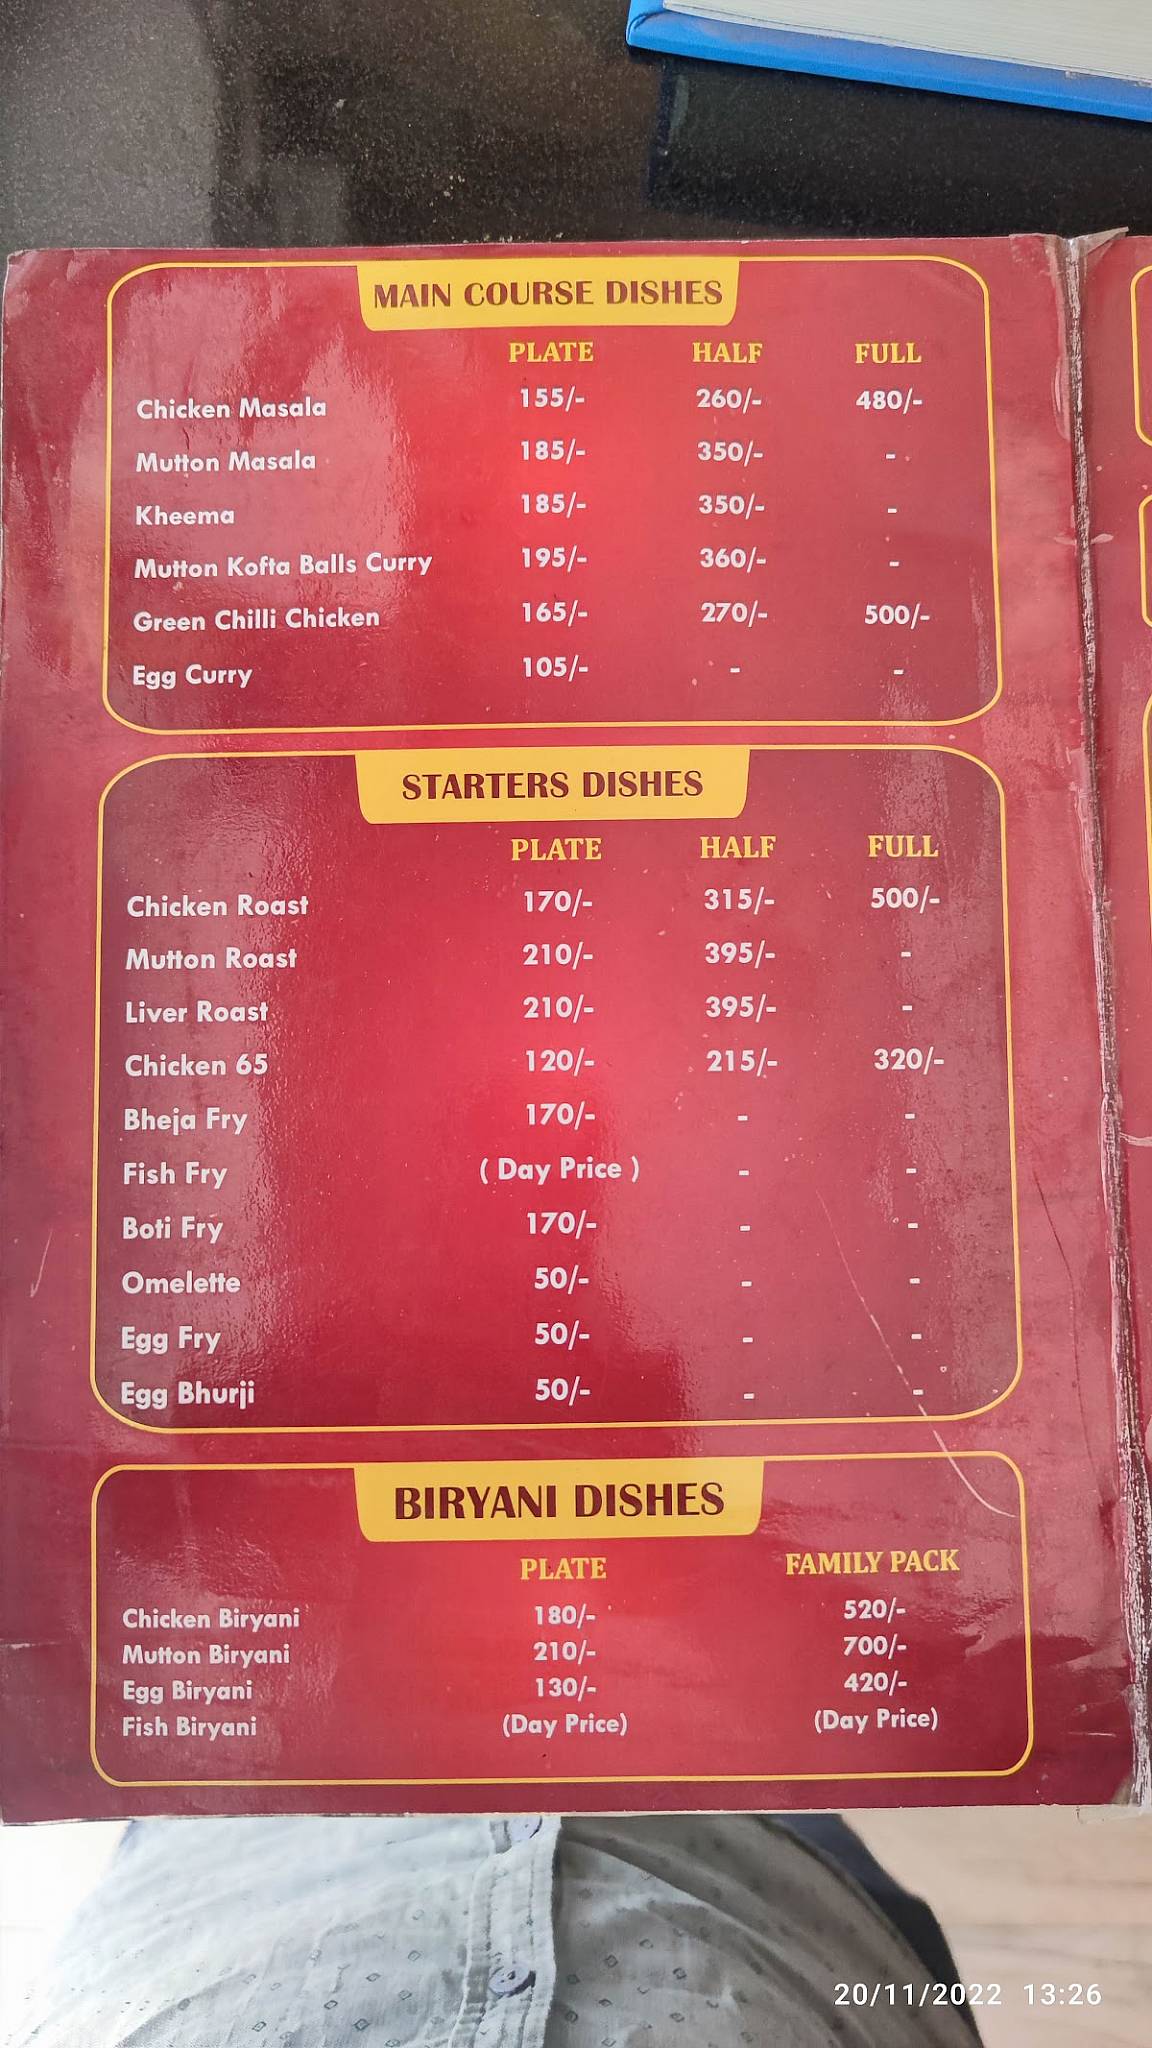 MAIN COURSE DISHES
PLATE HALF FULL
Chicken Masala 155/- 260/- 480/-
Mutton Masala 185/- 350/- -
Kheema 185/- 350/- -
Mutton Kofta Balls Curry 195/- 360/- -
Green Chilli Chicken 165/- 270/- 500/-
Egg Curry 105/- - -
STARTERS DISHES
PLATE HALF FULL
Chicken Roast 170/- 315/- 500/-
Mutton Roast 210/- 395/- -
Liver Roast 210/- 395/- -
Chicken 65 120/- 215/- 320/-
Bheja Fry 170/- - -
Fish Fry ( Day Price ) - -
Boti Fry 170/- - -
Omelette 50/- - -
Egg Fry 50/- - -
Egg Bhurji 50/- - -
BIRYANI DISHES
PLATE FAMILY PACK
Chicken Biryani 180/- 520/-
Mutton Biryani 210/- 700/-
Egg Biryani 130/- 420/-
Fish Biryani (Day Price) (Day Price)
20/11/2022 13:26